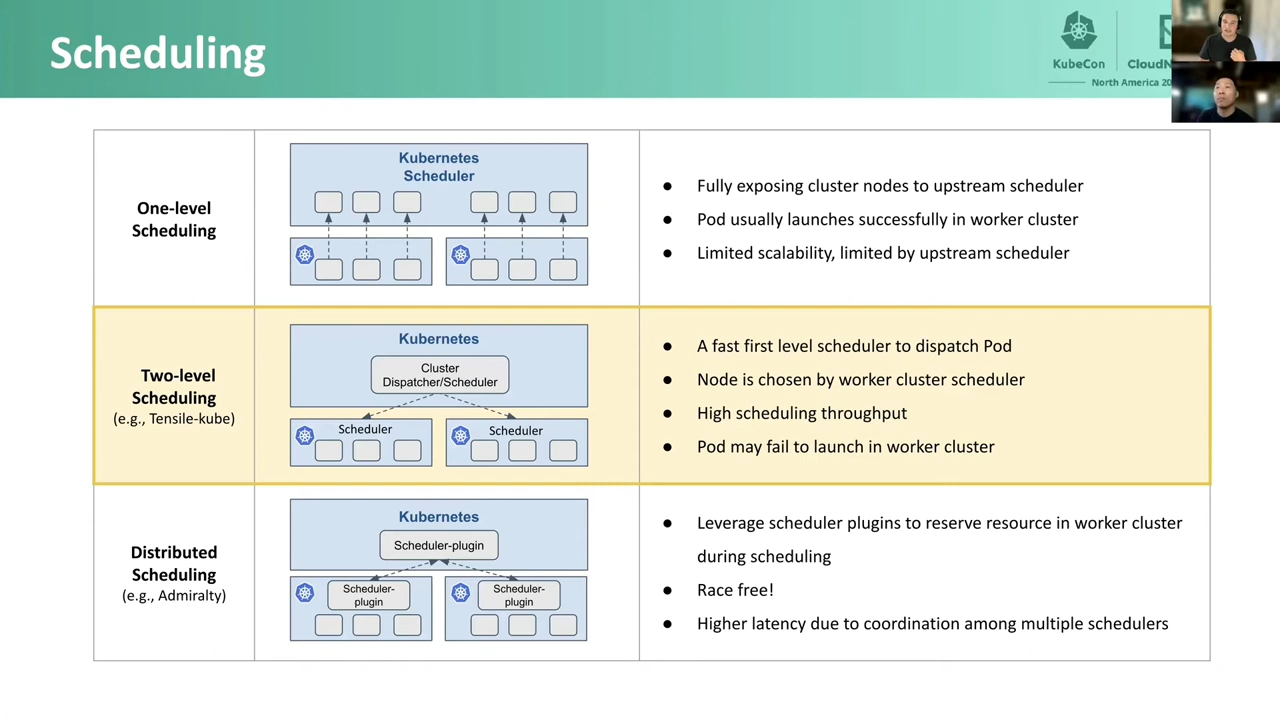 Scheduling
KubeCon
North America 20
One-level
Scheduling
Kubernetes
Scheduler
● Fully exposing cluster nodes to upstream scheduler
● Pod usually launches successfully in worker cluster
● Limited scalability, limited by upstream scheduler
Two-level
Scheduling
(e.g., Tensile-kube)
Kubernetes
Cluster
Dispatcher/Scheduler
Scheduler
Scheduler
● A fast first level scheduler to dispatch Pod
● Node is chosen by worker cluster scheduler
● High scheduling throughput
● Pod may fail to launch in worker cluster
Distributed
Scheduling
(e.g., Admiralty)
Kubernetes
Scheduler-plugin
Scheduler-
plugin
Scheduler-
plugin
● Leverage scheduler plugins to reserve resource in worker cluster
during scheduling
● Race free!
● Higher latency due to coordination among multiple schedulers